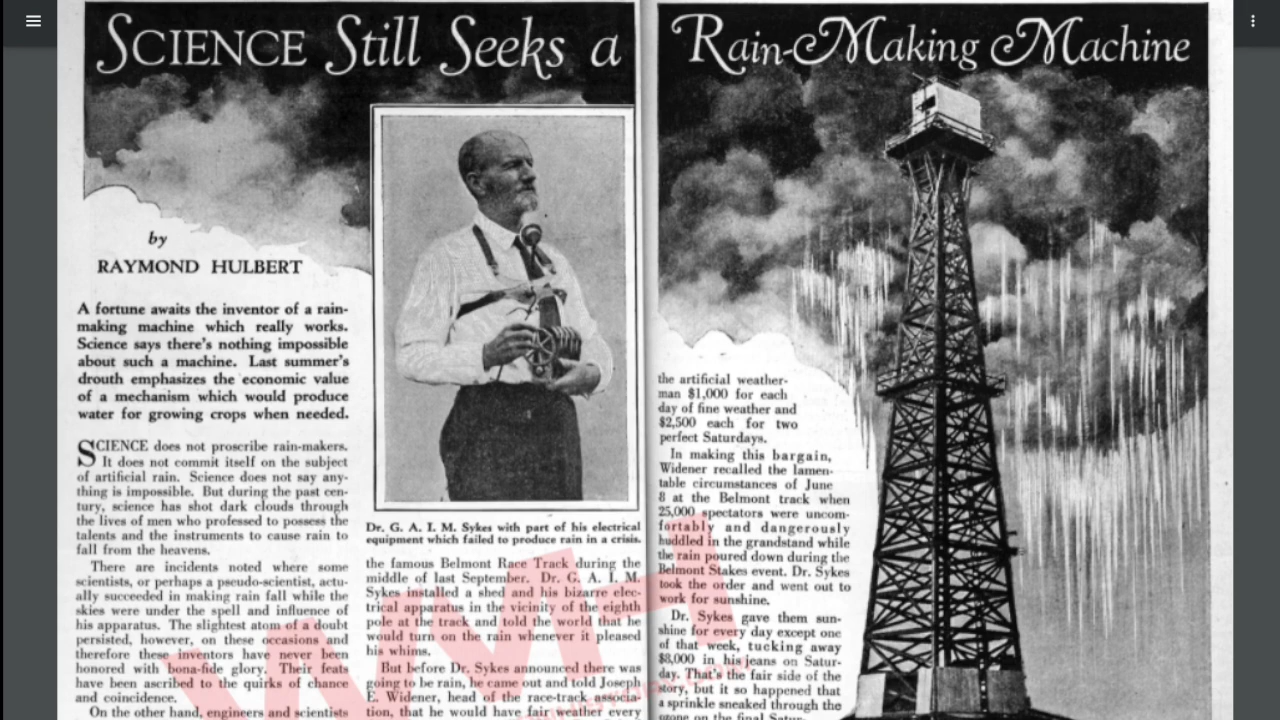 SCIENCE Still Seeks a
Rain-Making Machine
by
RAYMOND HULBERT
A fortune awaits the inventor of a rain-
making machine which really works.
Science says there's nothing impossible
about such a machine. Last summer's
drouth emphasizes the economic value
of a mechanism which would produce
water for growing crops when needed.
SCIENCE does not proscribe rain-makers.
It does not commit itself on the subject
of artificial rain. Science does not say any-
thing is impossible. But during the past cen-
tury, science has shot dark clouds through
the lives of men who professed to possess the
talents and the instruments to cause rain to
fall from the heavens.
There are incidents noted where some
scientists, or perhaps a pseudo-scientist, actu-
ally succeeded in making rain fall while the
skies were under the spell and influence of
his apparatus. The slightest atom of doubt
persisted, however, on these occasions and
therefore these inventors have never been
honored with bona-fide glory. Their feats
have been ascribed to the quirks of chance
and coincidence.
On the other hand, engineers and scientists
Dr. G. A. I. M. Sykes with part of his electrical
equipment which failed to produce rain in a crisis.
the famous Belmont Race Track during the
middle of last September. Dr. G. A. I. M.
Sykes installed a shed and his bizarre elec-
trical apparatus in the vicinity of the eighth
pole at the track and told the world that he
would turn on the rain whenever it pleased
his whims.
But before Dr. Sykes announced there was
going to be rain, he came out and told Joseph
E. Widener, head of the race-track associa-
tion, that he would have fair weather every
the artificial weather-
man $1,000 for each
day of fine weather and
$2,500 each for two
perfect Saturdays.
In making this bargain,
Widener recalled the lamen-
table circumstances of June
8 at the Belmont track when
25,000 spectators were uncom-
fortably and dangerously
huddled in the grandstand while
the rain poured down during the
Belmont Stakes event. Dr. Sykes
took the order and went out to
work for sunshine.
Dr. Sykes gave them sun-
shine for every day except one
of that week, tucking away
$8,000 in his jeans on Satur-
day. That's the fair side of the
story, but it so happened that
a sprinkle sneaked through the
ozone on the final Satur-